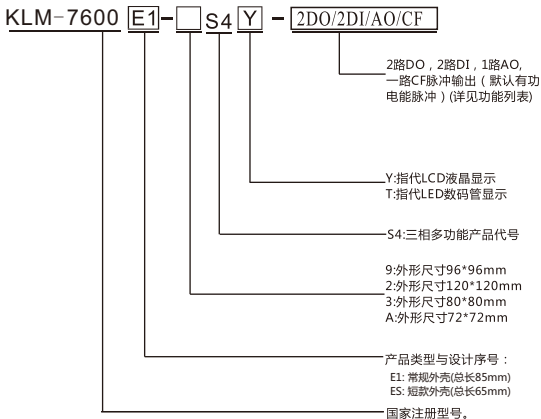 KLM-7600 E1-□S4 Y-2DO/2DI/AO/CF
2路DO，2路DI，1路AO,
一路CF脉冲输出（默认有功
电能脉冲）(详见功能列表)
Y:指代LCD液晶显示
T:指代LED数码管显示
S4:三相多功能产品代号
9:外形尺寸96*96mm
2:外形尺寸120*120mm
3:外形尺寸80*80mm
A:外形尺寸72*72mm
产品类型与设计序号：
E1: 常规外壳(总长85mm)
ES: 短款外壳(总长65mm)
国家注册型号。